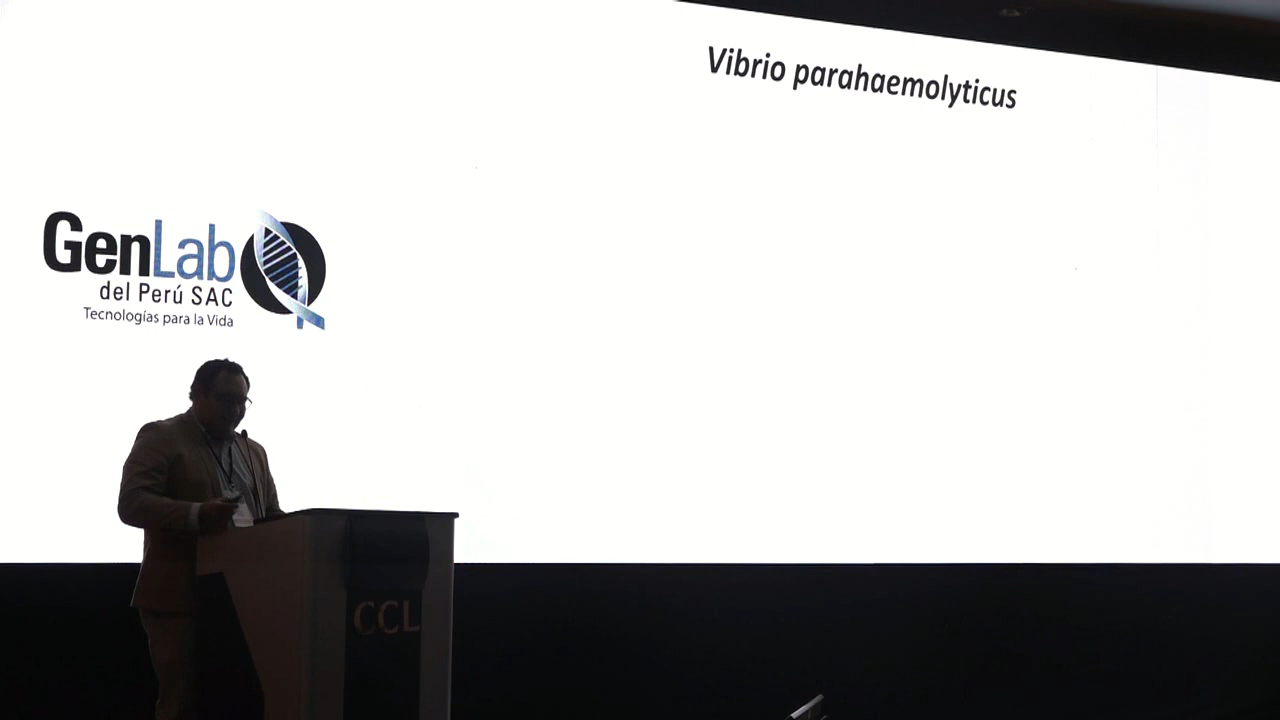 Vibrio parahaemolyticus
GenLab
del Perú SAC
Tecnologías para la Vida
CCL